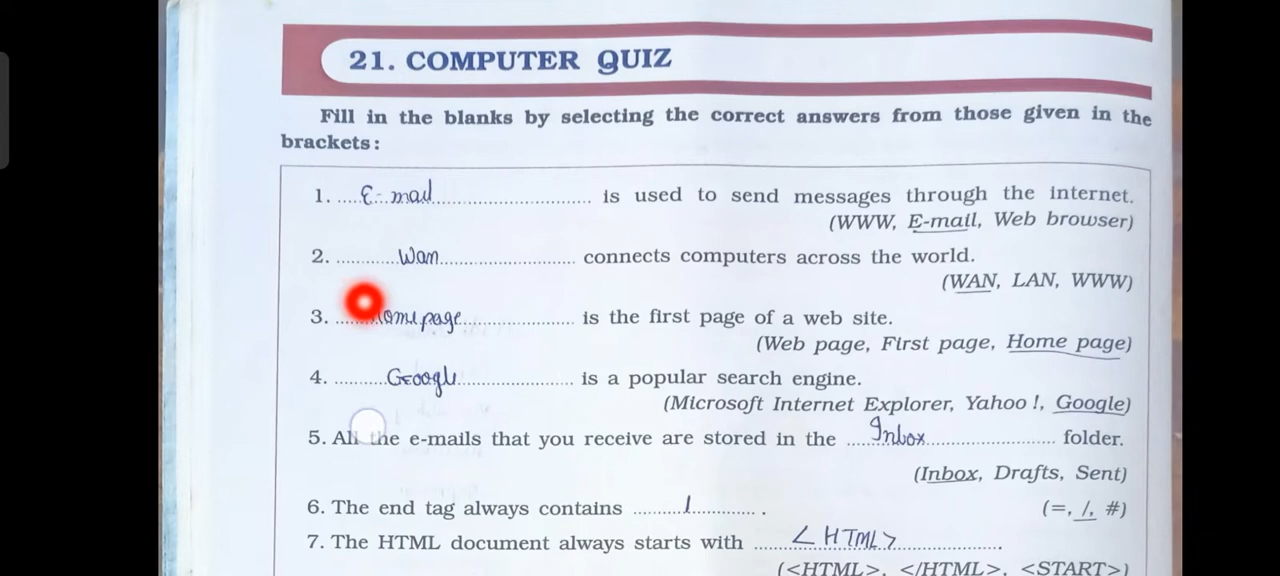 21. COMPUTER QUIZ
Fill in the blanks by selecting the correct answers from those given in the
brackets:
1. ....E-mail.............................. is used to send messages through the internet.
(WWW, E-mail, Web browser)
2. ...........Wan......................... connects computers across the world.
(WAN, LAN, WWW)
3. ........omepage...................... is the first page of a web site.
(Web page, First page, Home page)
4. ..........Google....................... is a popular search engine.
(Microsoft Internet Explorer, Yahoo !, Google)
5. All the e-mails that you receive are stored in the ....Inbox......................... folder.
(Inbox, Drafts, Sent)
6. The end tag always contains .........../.............. .
(=, /, #)
7. The HTML document always starts with ......<HTML>......................
(<HTML>, </HTML>, <START>)